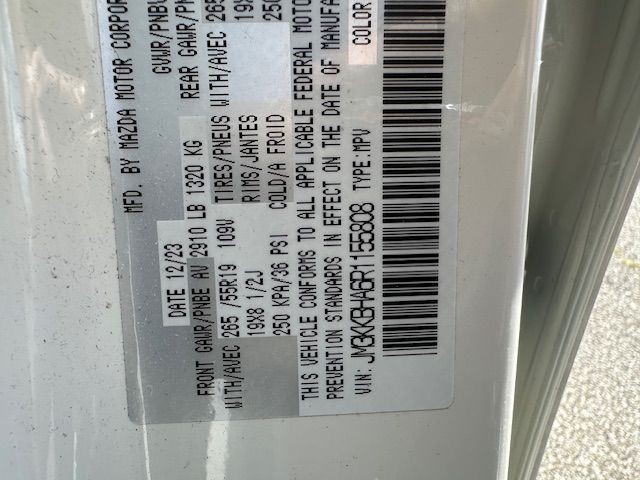 MFD. BY MAZDA MOTOR CORPOR
DATE 12/23 GVWR/PNBV
FRONT GAWR/PNBE AV 2910 LB 1320 KG REAR GAWR/PN
WITH/AVEC 265 /55R19 109V TIRES/PNEUS WITH/AVEC 265
19X8 1/2J RIMS/JANTES 19X
250 KPA/36 PSI COLD/A FROID 250
THIS VEHICLE CONFORMS TO ALL APPLICABLE FEDERAL MOTOR
PREVENTION STANDARDS IN EFFECT ON THE DATE OF MANUFA
VIN: JM3KKBHA6R1155808 TYPE:MPV COLOR